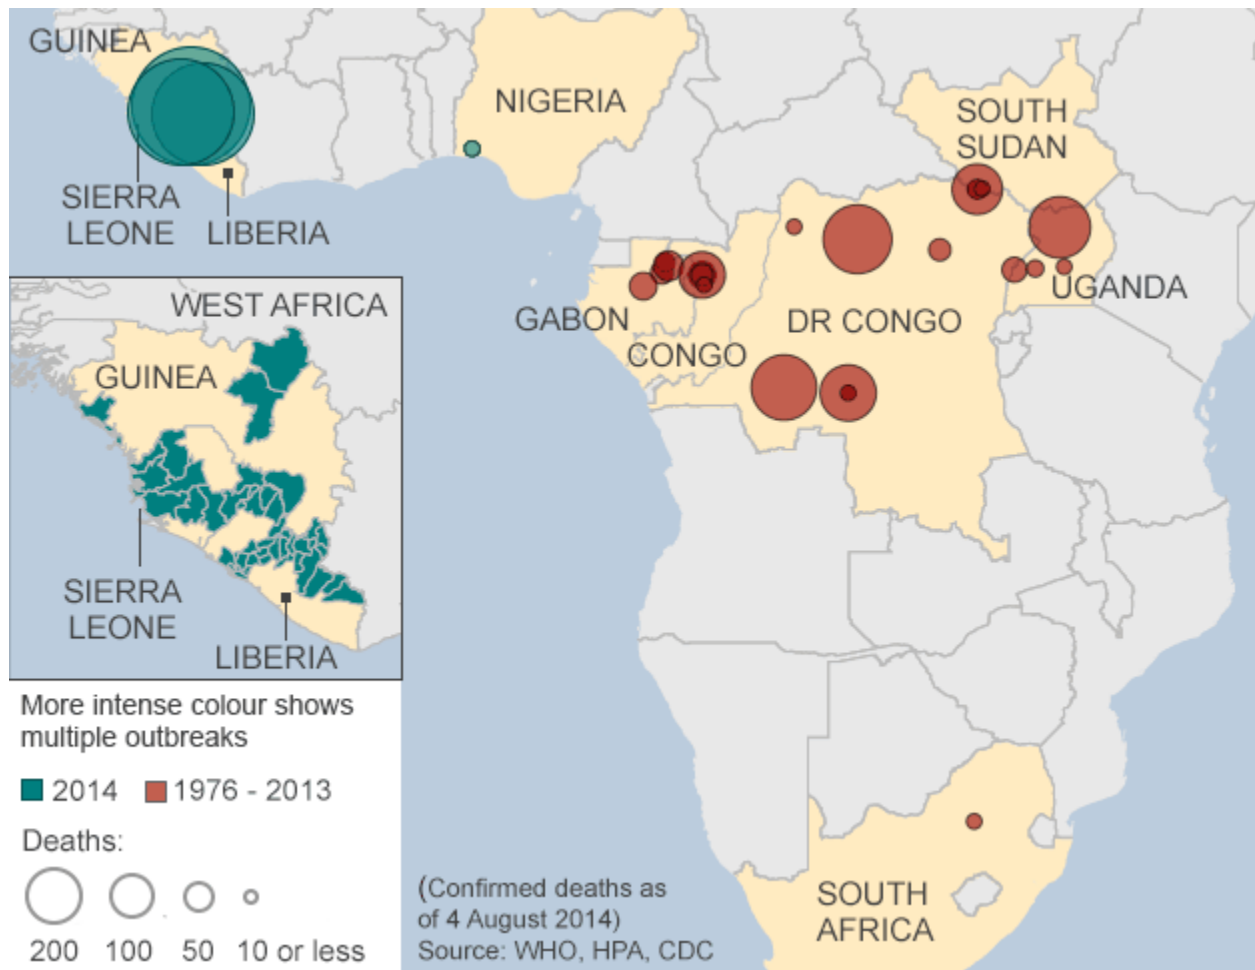 GUINEA
NIGERIA
SOUTH
SUDAN
SIERRA
LEONE
LIBERIA
UGANDA
GABON
CONGO
DR CONGO
WEST AFRICA
GUINEA
SIERRA
LEONE
LIBERIA
More intense colour shows
multiple outbreaks
2014
1976 - 2013
Deaths:
200 100 50 10 or less
(Confirmed deaths as
of 4 August 2014)
Source: WHO, HPA, CDC
SOUTH
AFRICA